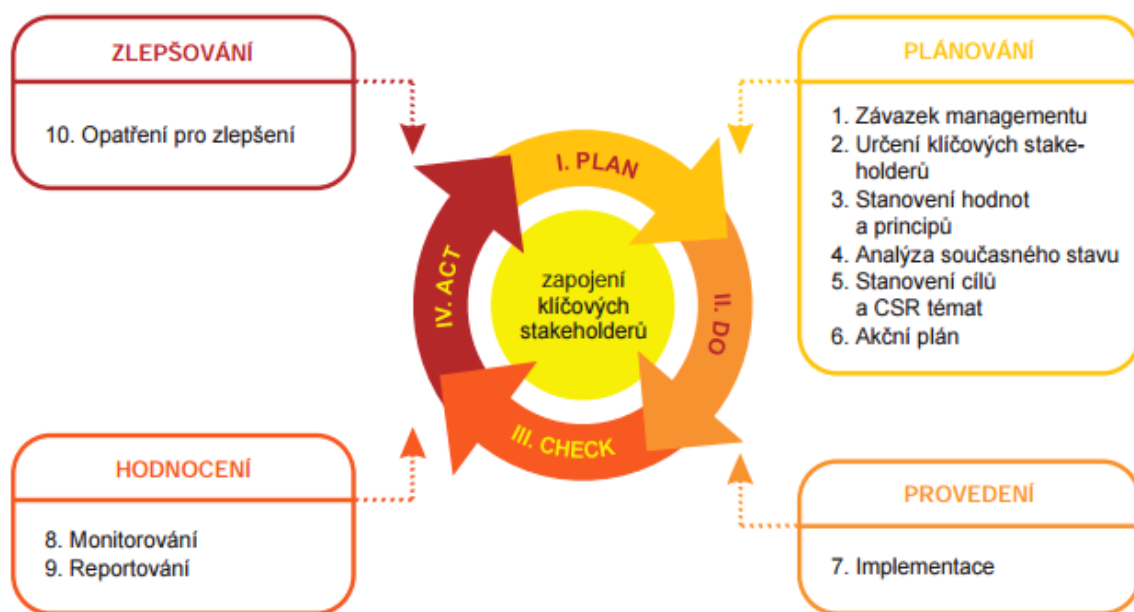 ZLEPŠOVÁNÍ
10. Opatření pro zlepšení
PLÁNOVÁNÍ
1. Závazek managementu
2. Určení klíčových stake-
holderů
3. Stanovení hodnot
a principů
4. Analýza současného stavu
5. Stanovení cílů
a CSR témat
6. Akční plán
I. PLAN
II. DO
III. CHECK
IV. ACT
zapojení
klíčových
stakeholderů
HODNOCENÍ
8. Monitorování
9. Reportování
PROVEDENÍ
7. Implementace